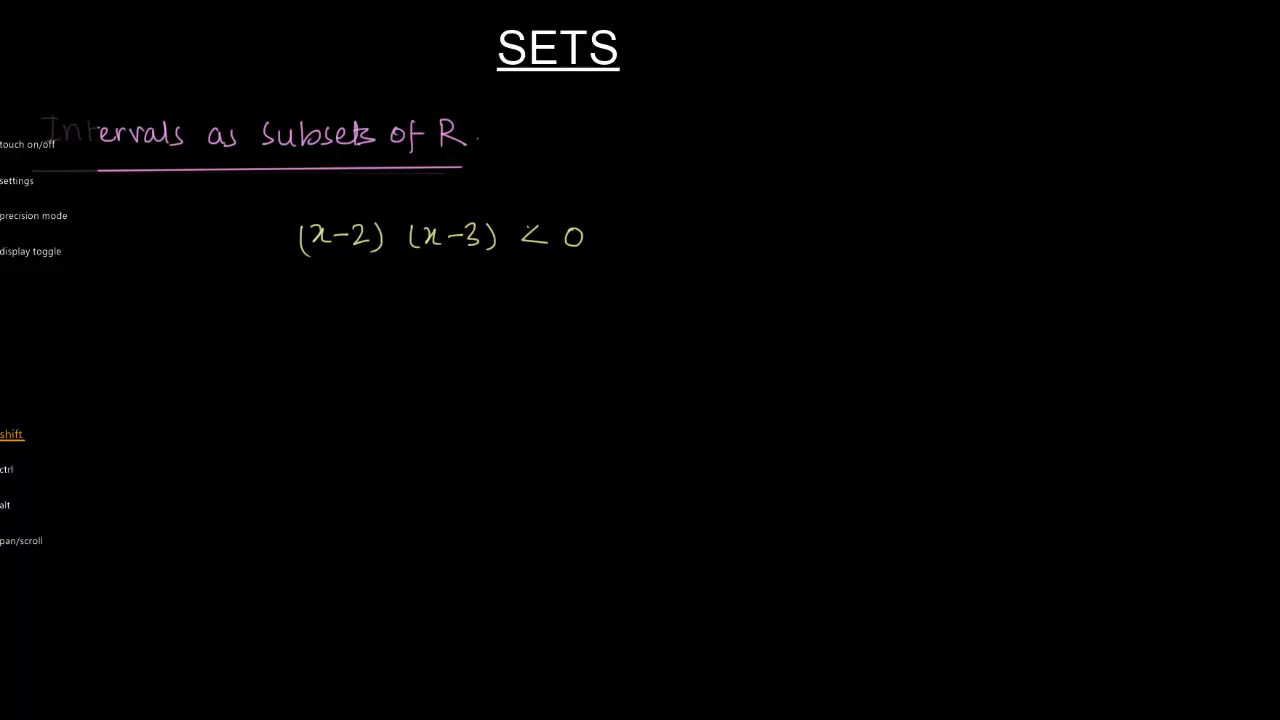 SETS
Intervals as subsets of R.
touch on/off
settings
precision mode
display toggle
(x-2) (x-3) < 0
shift
ctrl
alt
pan/scroll